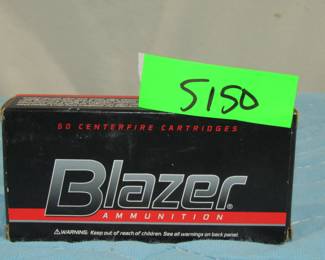 5150
50 CENTERFIRE CARTRIDGES
Blazer®
AMMUNITION
⚠WARNING: Keep out of reach of children. See all warnings on back panel.